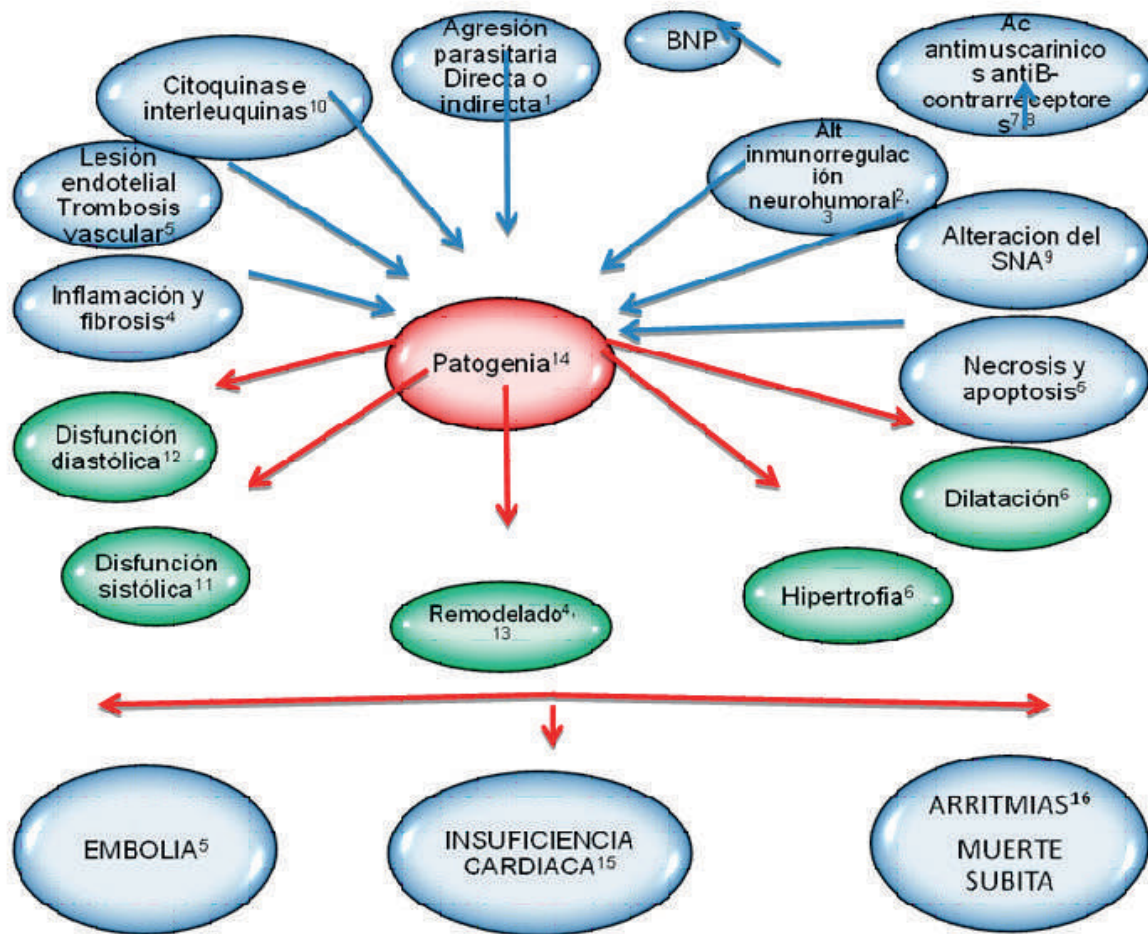 Agresión
parasitaria
Directa o
indirecta¹
BNP
Ac
antimuscarinico
s antiB-
contrarreceptore
s⁷,⁸
Citoquinas e
interleuquinas¹⁰
Alt
inmunorregulac
ión
neurohumoral²,
³
Lesión
endotelial
Trombosis
vascular⁵
Alteracion del
SNA⁹
Inflamación y
fibrosis⁴
Patogenia¹⁴
Necrosis y
apoptosis⁶
Disfunción
diastólica¹²
Dilatación⁶
Disfunción
sistólica¹¹
Hipertrofia⁶
Remodelado⁴,
¹³
EMBOLIA⁵
INSUFICIENCIA
CARDIACA¹⁵
ARRITMIAS¹⁶
MUERTE
SUBITA